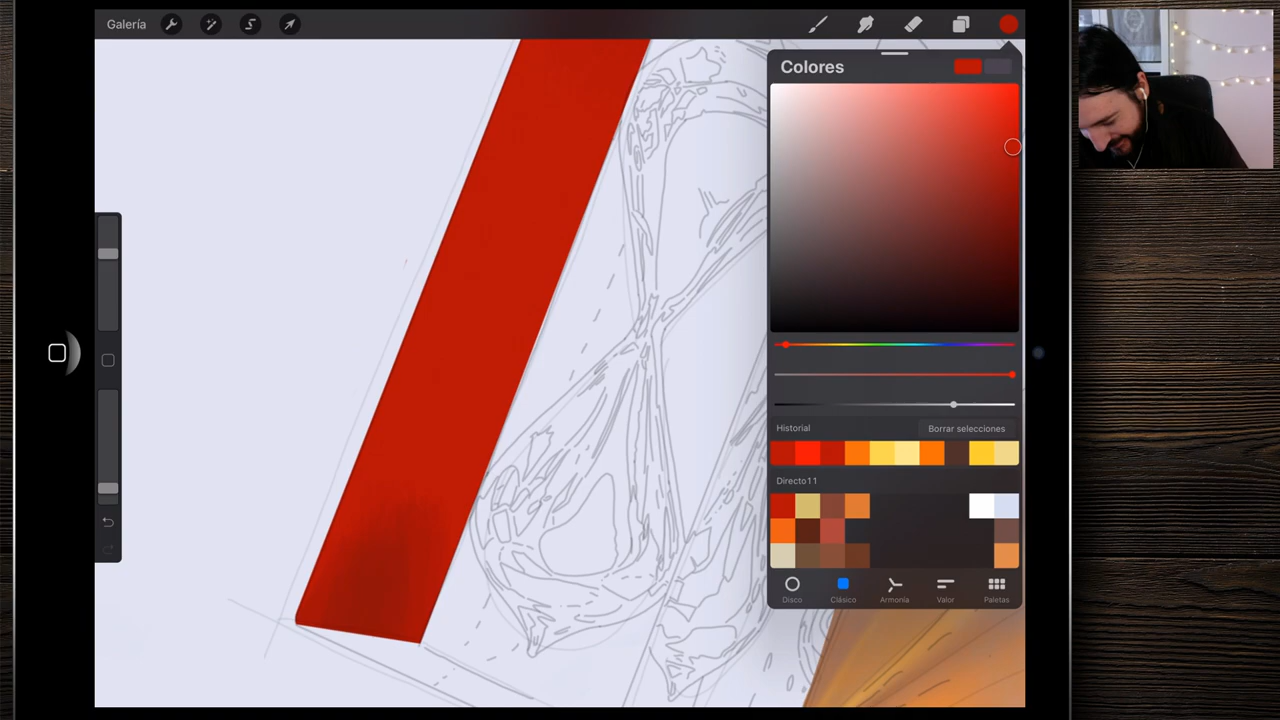 Galería
Colores
Historial
Borrar selecciones
Directo11
Disco
Clásico
Armonía
Valor
Paletas